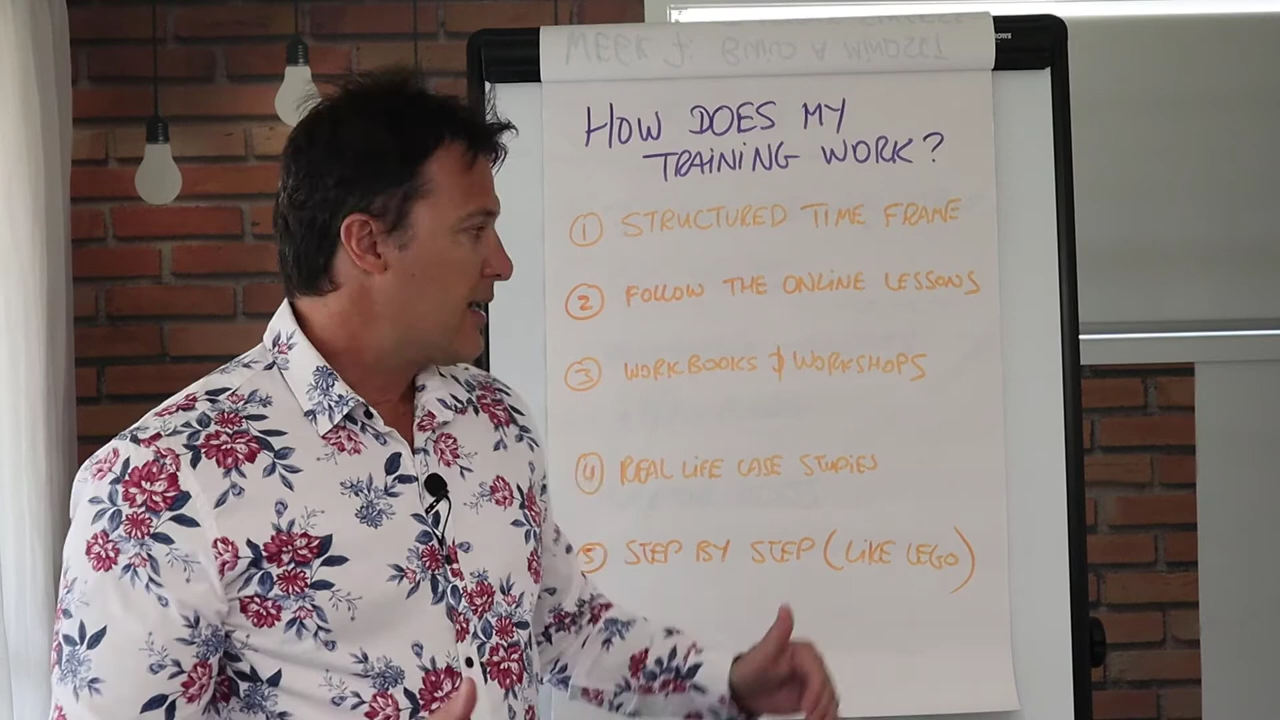 HOW DOES MY
TRAINING WORK?
1 STRUCTURED TIME FRAME
2 FOLLOW THE ONLINE LESSONS
3 WORKBOOKS & WORKSHOPS
4 REAL LIFE CASE STUDIES
5 STEP BY STEP (LIKE LEGO)